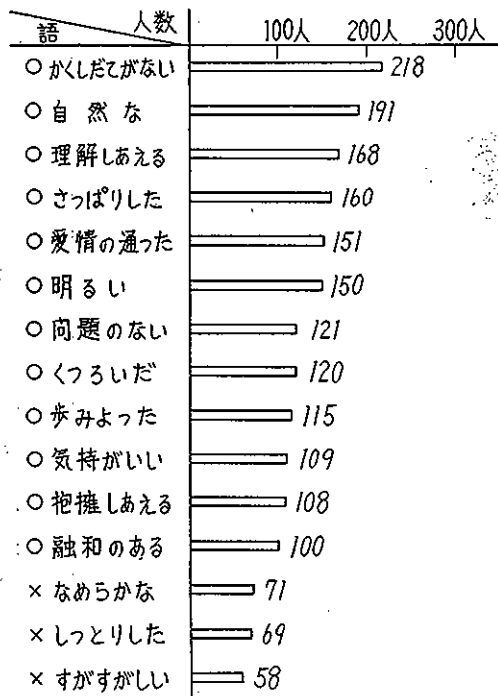 語 人数 100人 200人 300人
○ かくしだてがない 218
○ 自然な 191
○ 理解しあえる 168
○ さっぱりした 160
○ 愛情の通った 151
○ 明るい 150
○ 問題のない 121
○ くつろいだ 120
○ 歩みよった 115
○ 気持がいい 109
○ 抱擁しあえる 108
○ 融和のある 100
× なめらかな 71
× しっとりした 69
× すがすがしい 58